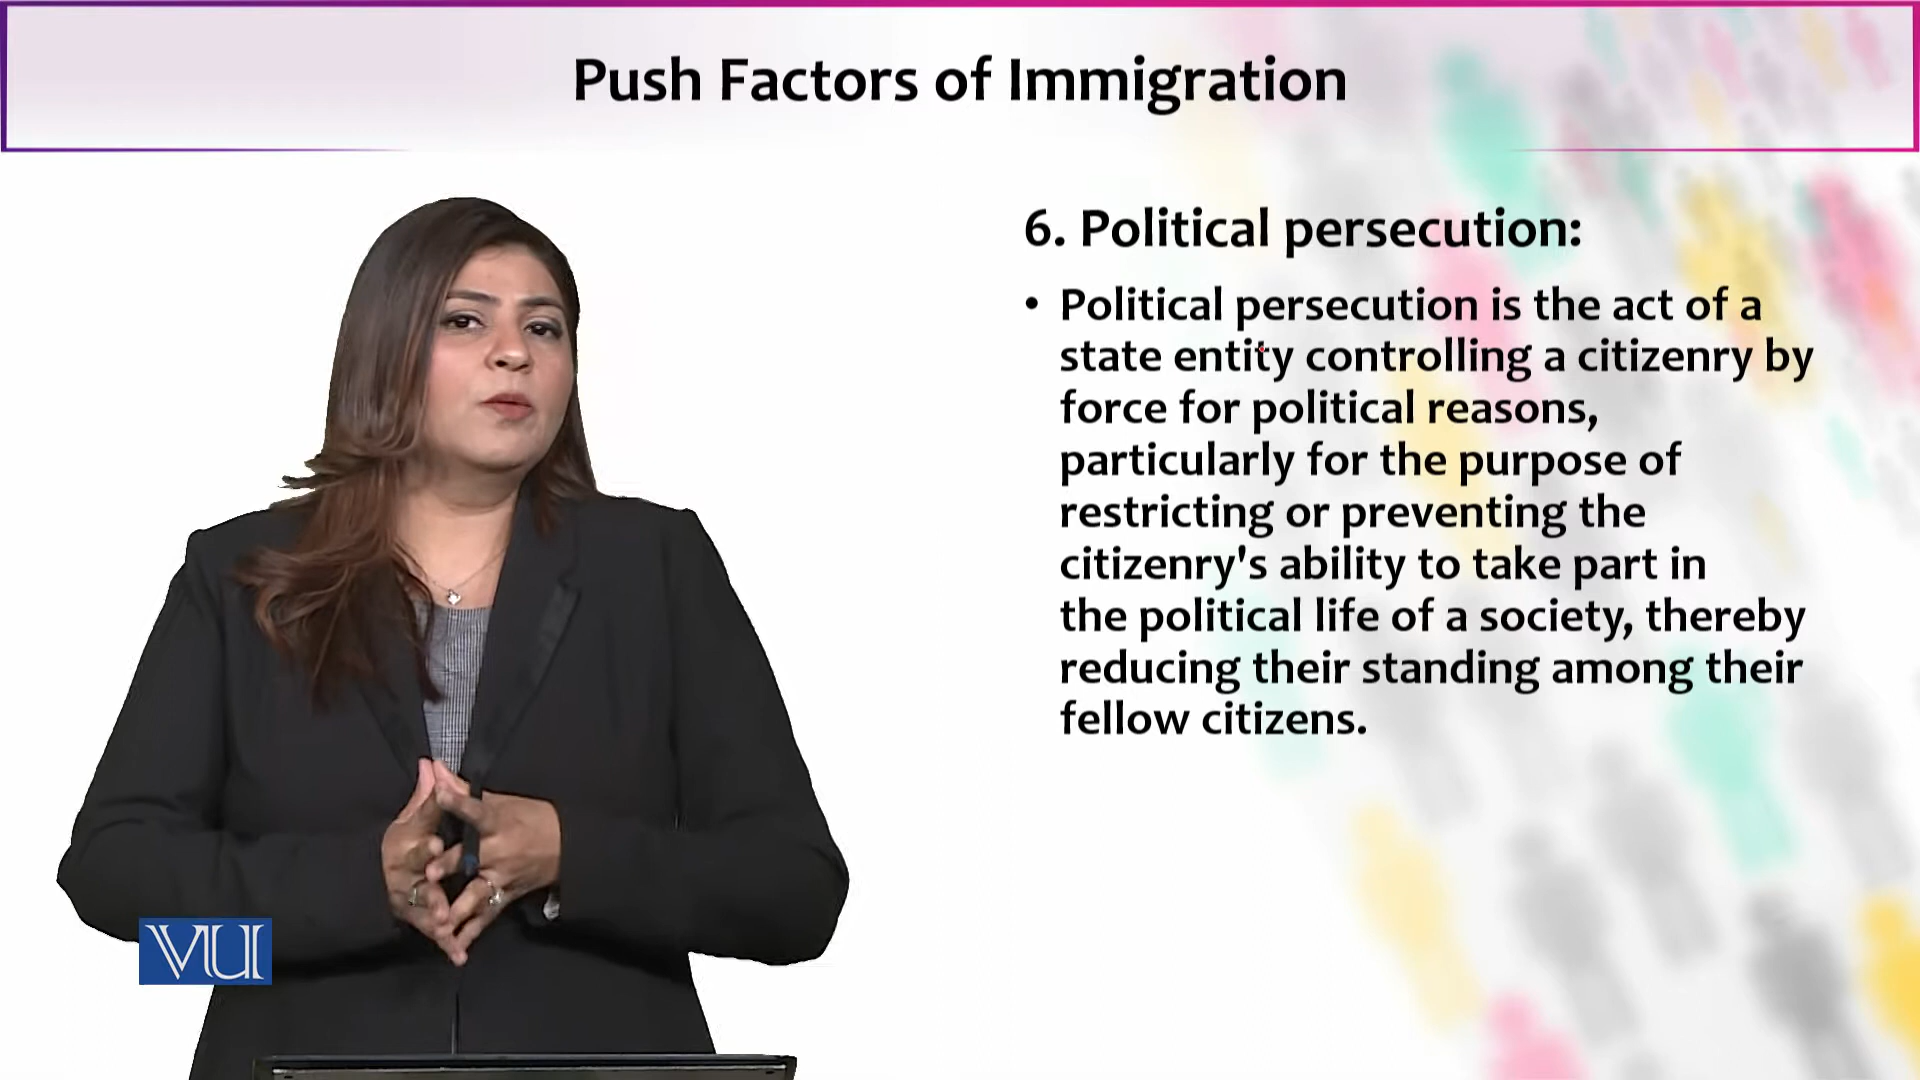 Push Factors of Immigration
6. Political persecution:
• Political persecution is the act of a
state entity controlling a citizenry by
force for political reasons,
particularly for the purpose of
restricting or preventing the
citizenry's ability to take part in
the political life of a society, thereby
reducing their standing among their
fellow citizens.
VU